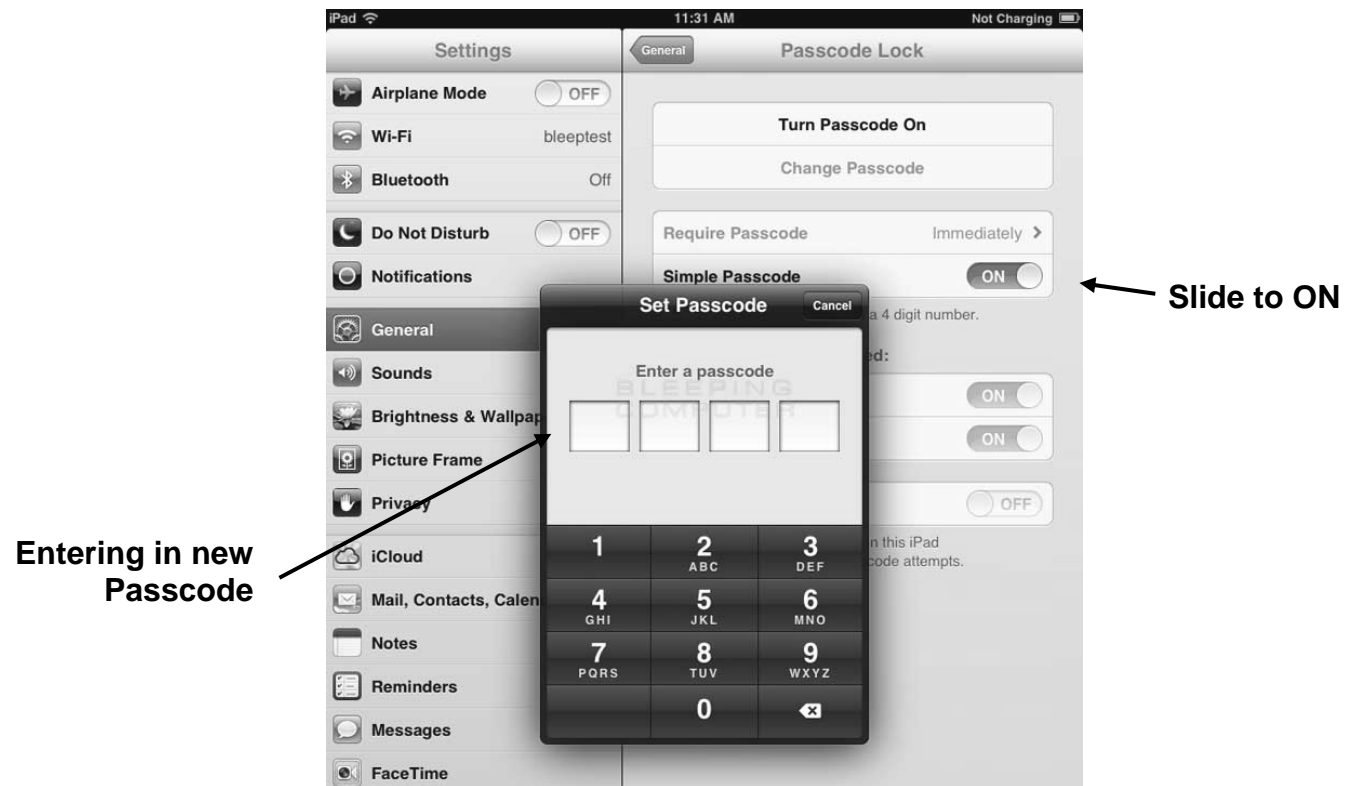 iPad
11:31 AM
Not Charging
Settings
Airplane Mode OFF
Wi-Fi bleeptest
Bluetooth Off
Do Not Disturb OFF
Notifications
General
Sounds
Brightness & Wallpap
Picture Frame
Privacy
iCloud
Mail, Contacts, Calen
Notes
Reminders
Messages
FaceTime
General
Passcode Lock
Turn Passcode On
Change Passcode
Require Passcode Immediately
Simple Passcode ON
a 4 digit number.
ed:
ON
ON
OFF
n this iPad
code attempts.
Set Passcode Cancel
Enter a passcode
BLEEPING
COMPUTER
1 2 3
ABC DEF
4 5 6
GHI JKL MNO
7 8 9
PQRS TUV WXYZ
0
Slide to ON
Entering in new
Passcode